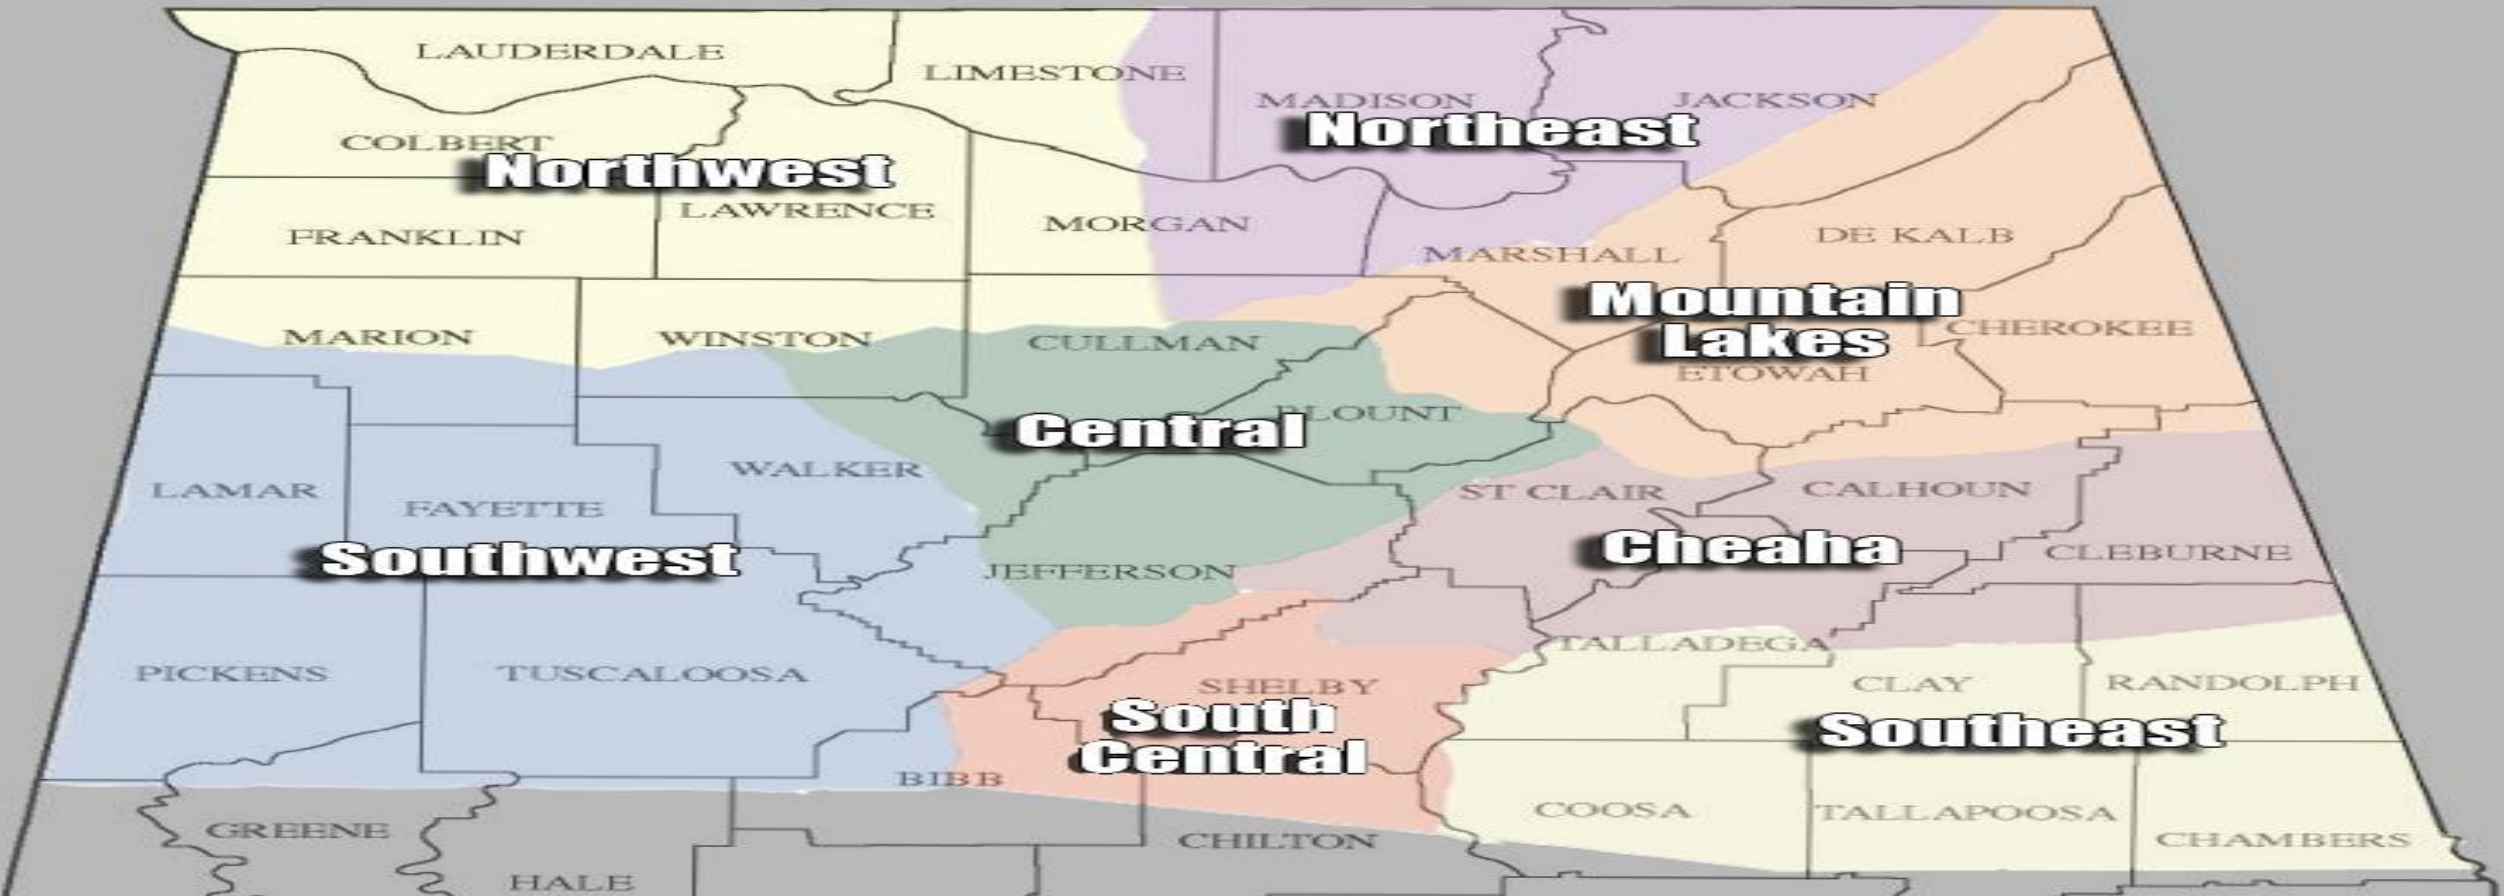 LAUDERDALE
LIMESTONE
MADISON
JACKSON
Northeast
COLBERT
Northwest
LAWRENCE
MORGAN
FRANKLIN
DE KALB
MARSHALL
Mountain
Lakes
CHEROKEE
MARION
WINSTON
CULLMAN
ETOWAH
BLOUNT
Central
WALKER
LAMAR
FAYETTE
ST CLAIR
CALHOUN
Southwest
Cheaha
CLEBURNE
JEFFERSON
TALLADEGA
PICKENS
TUSCALOOSA
SHELBY
CLAY
RANDOLPH
South
Central
Southeast
BIBB
COOSA
TALLAPOOSA
GREENE
CHILTON
CHAMBERS
HALE